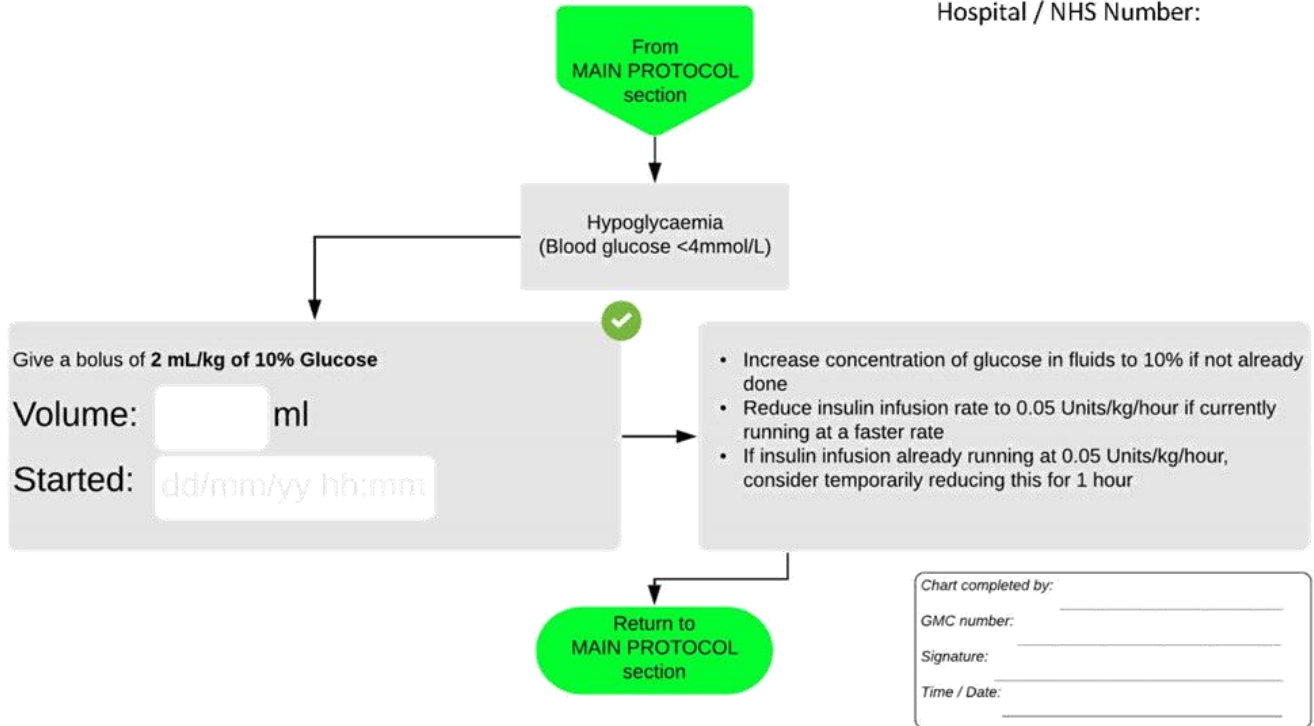 Hospital / NHS Number:
From
MAIN PROTOCOL
section
Hypoglycaemia
(Blood glucose <4mmol/L)
Give a bolus of 2 mL/kg of 10% Glucose
Volume: ml
Started: dd/mm/yy hh:mm
• Increase concentration of glucose in fluids to 10% if not already
done
• Reduce insulin infusion rate to 0.05 Units/kg/hour if currently
running at a faster rate
• If insulin infusion already running at 0.05 Units/kg/hour,
consider temporarily reducing this for 1 hour
Return to
MAIN PROTOCOL
section
Chart completed by:
GMC number:
Signature:
Time / Date: